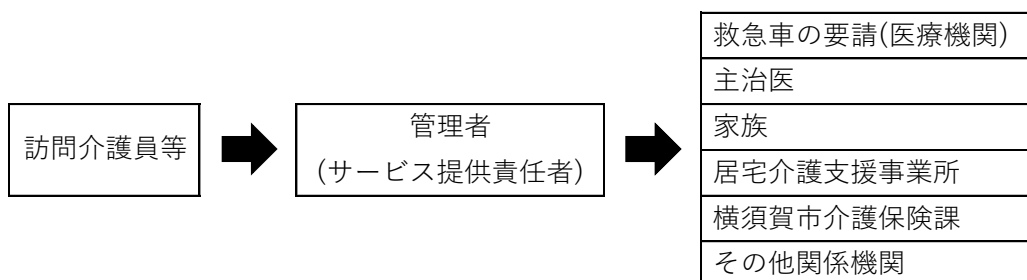 訪問介護員等
管理者
(サービス提供責任者)
救急車の要請(医療機関)
主治医
家族
居宅介護支援事業所
横須賀市介護保険課
その他関係機関